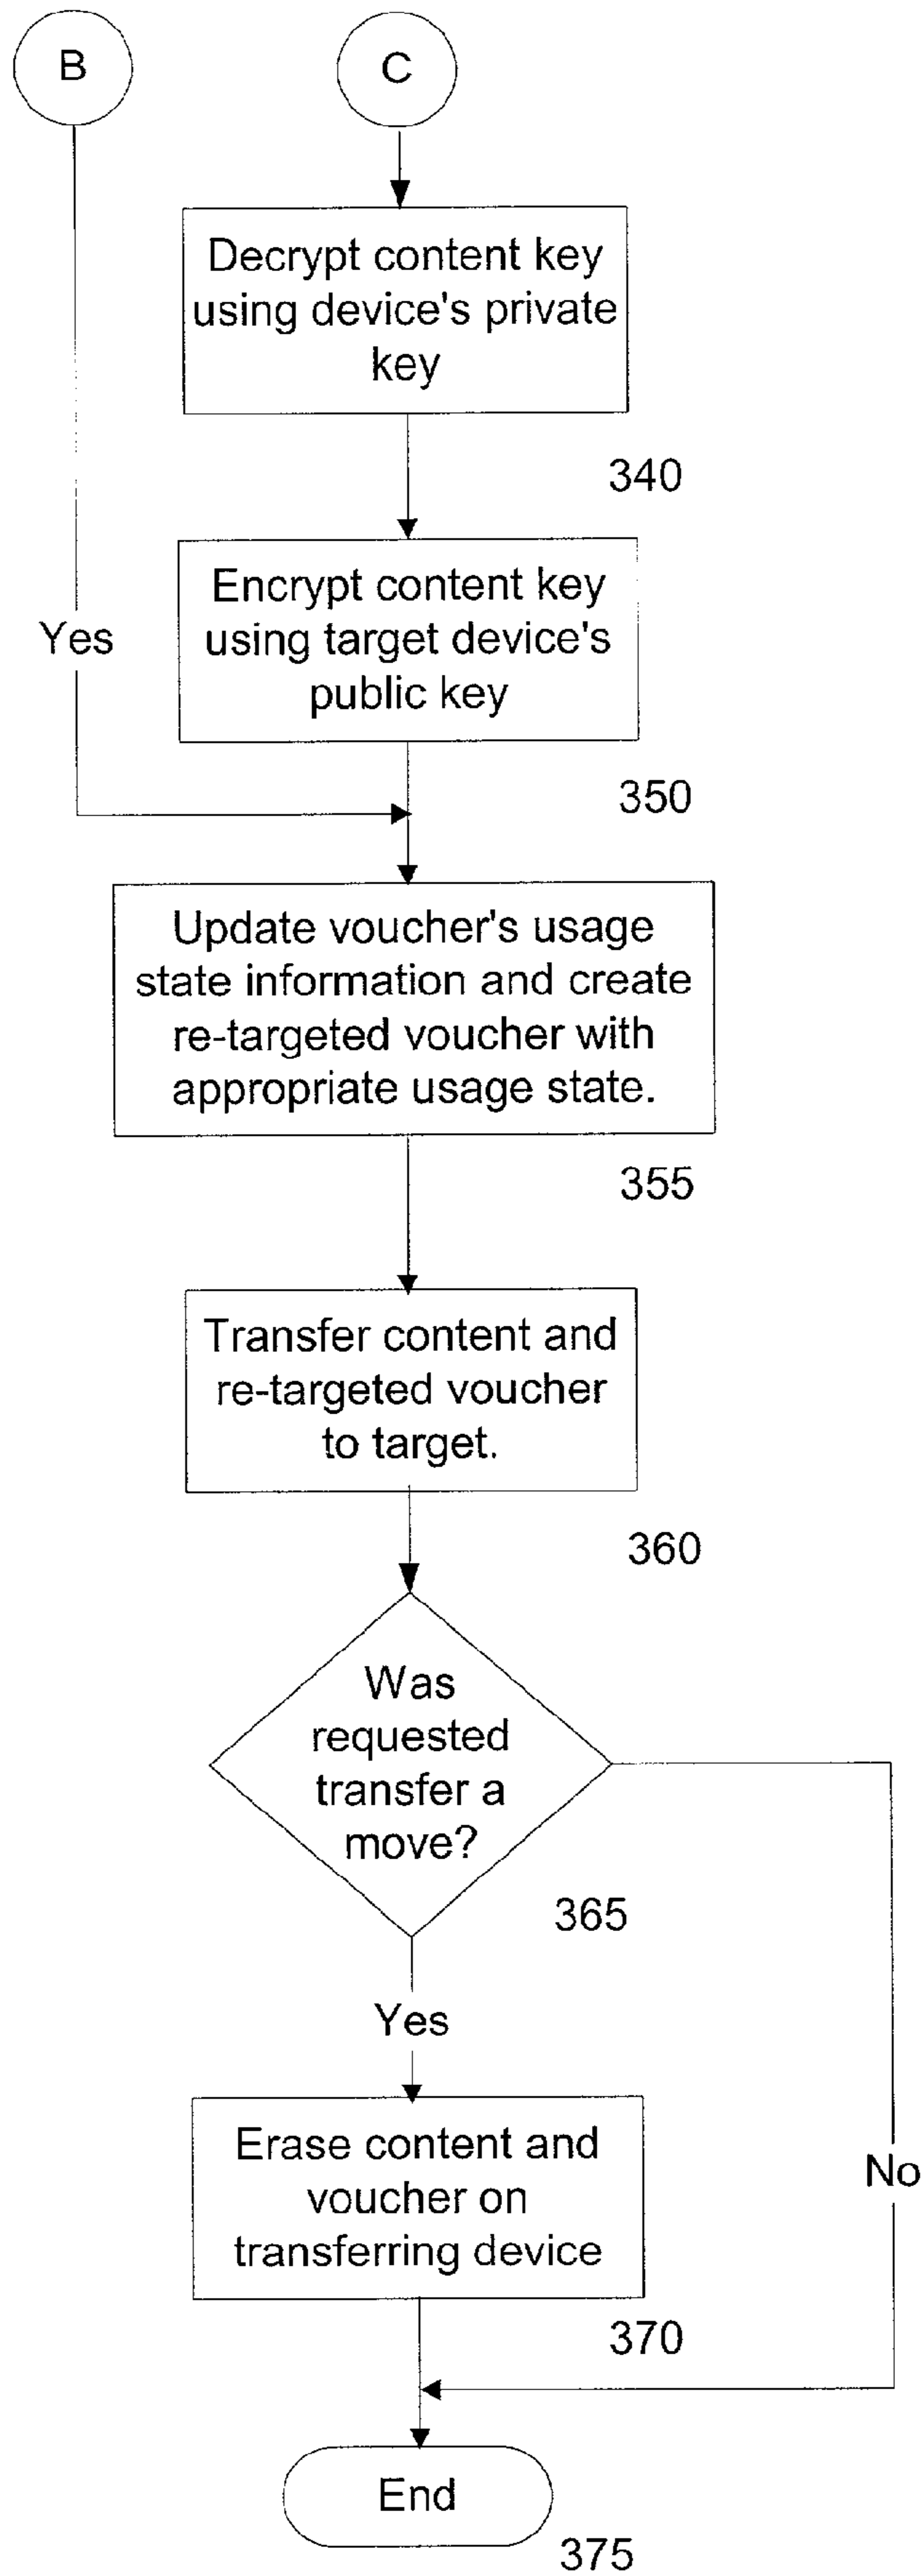 B
C
Decrypt content key
using device's private
key
340
Encrypt content key
using target device's
public key
Yes
350
Update voucher's usage
state information and create
re-targeted voucher with
appropriate usage state.
355
Transfer content and
re-targeted voucher
to target.
360
Was
requested
transfer a
move?
365
Yes
Erase content and
voucher on
transferring device
No
370
End
375